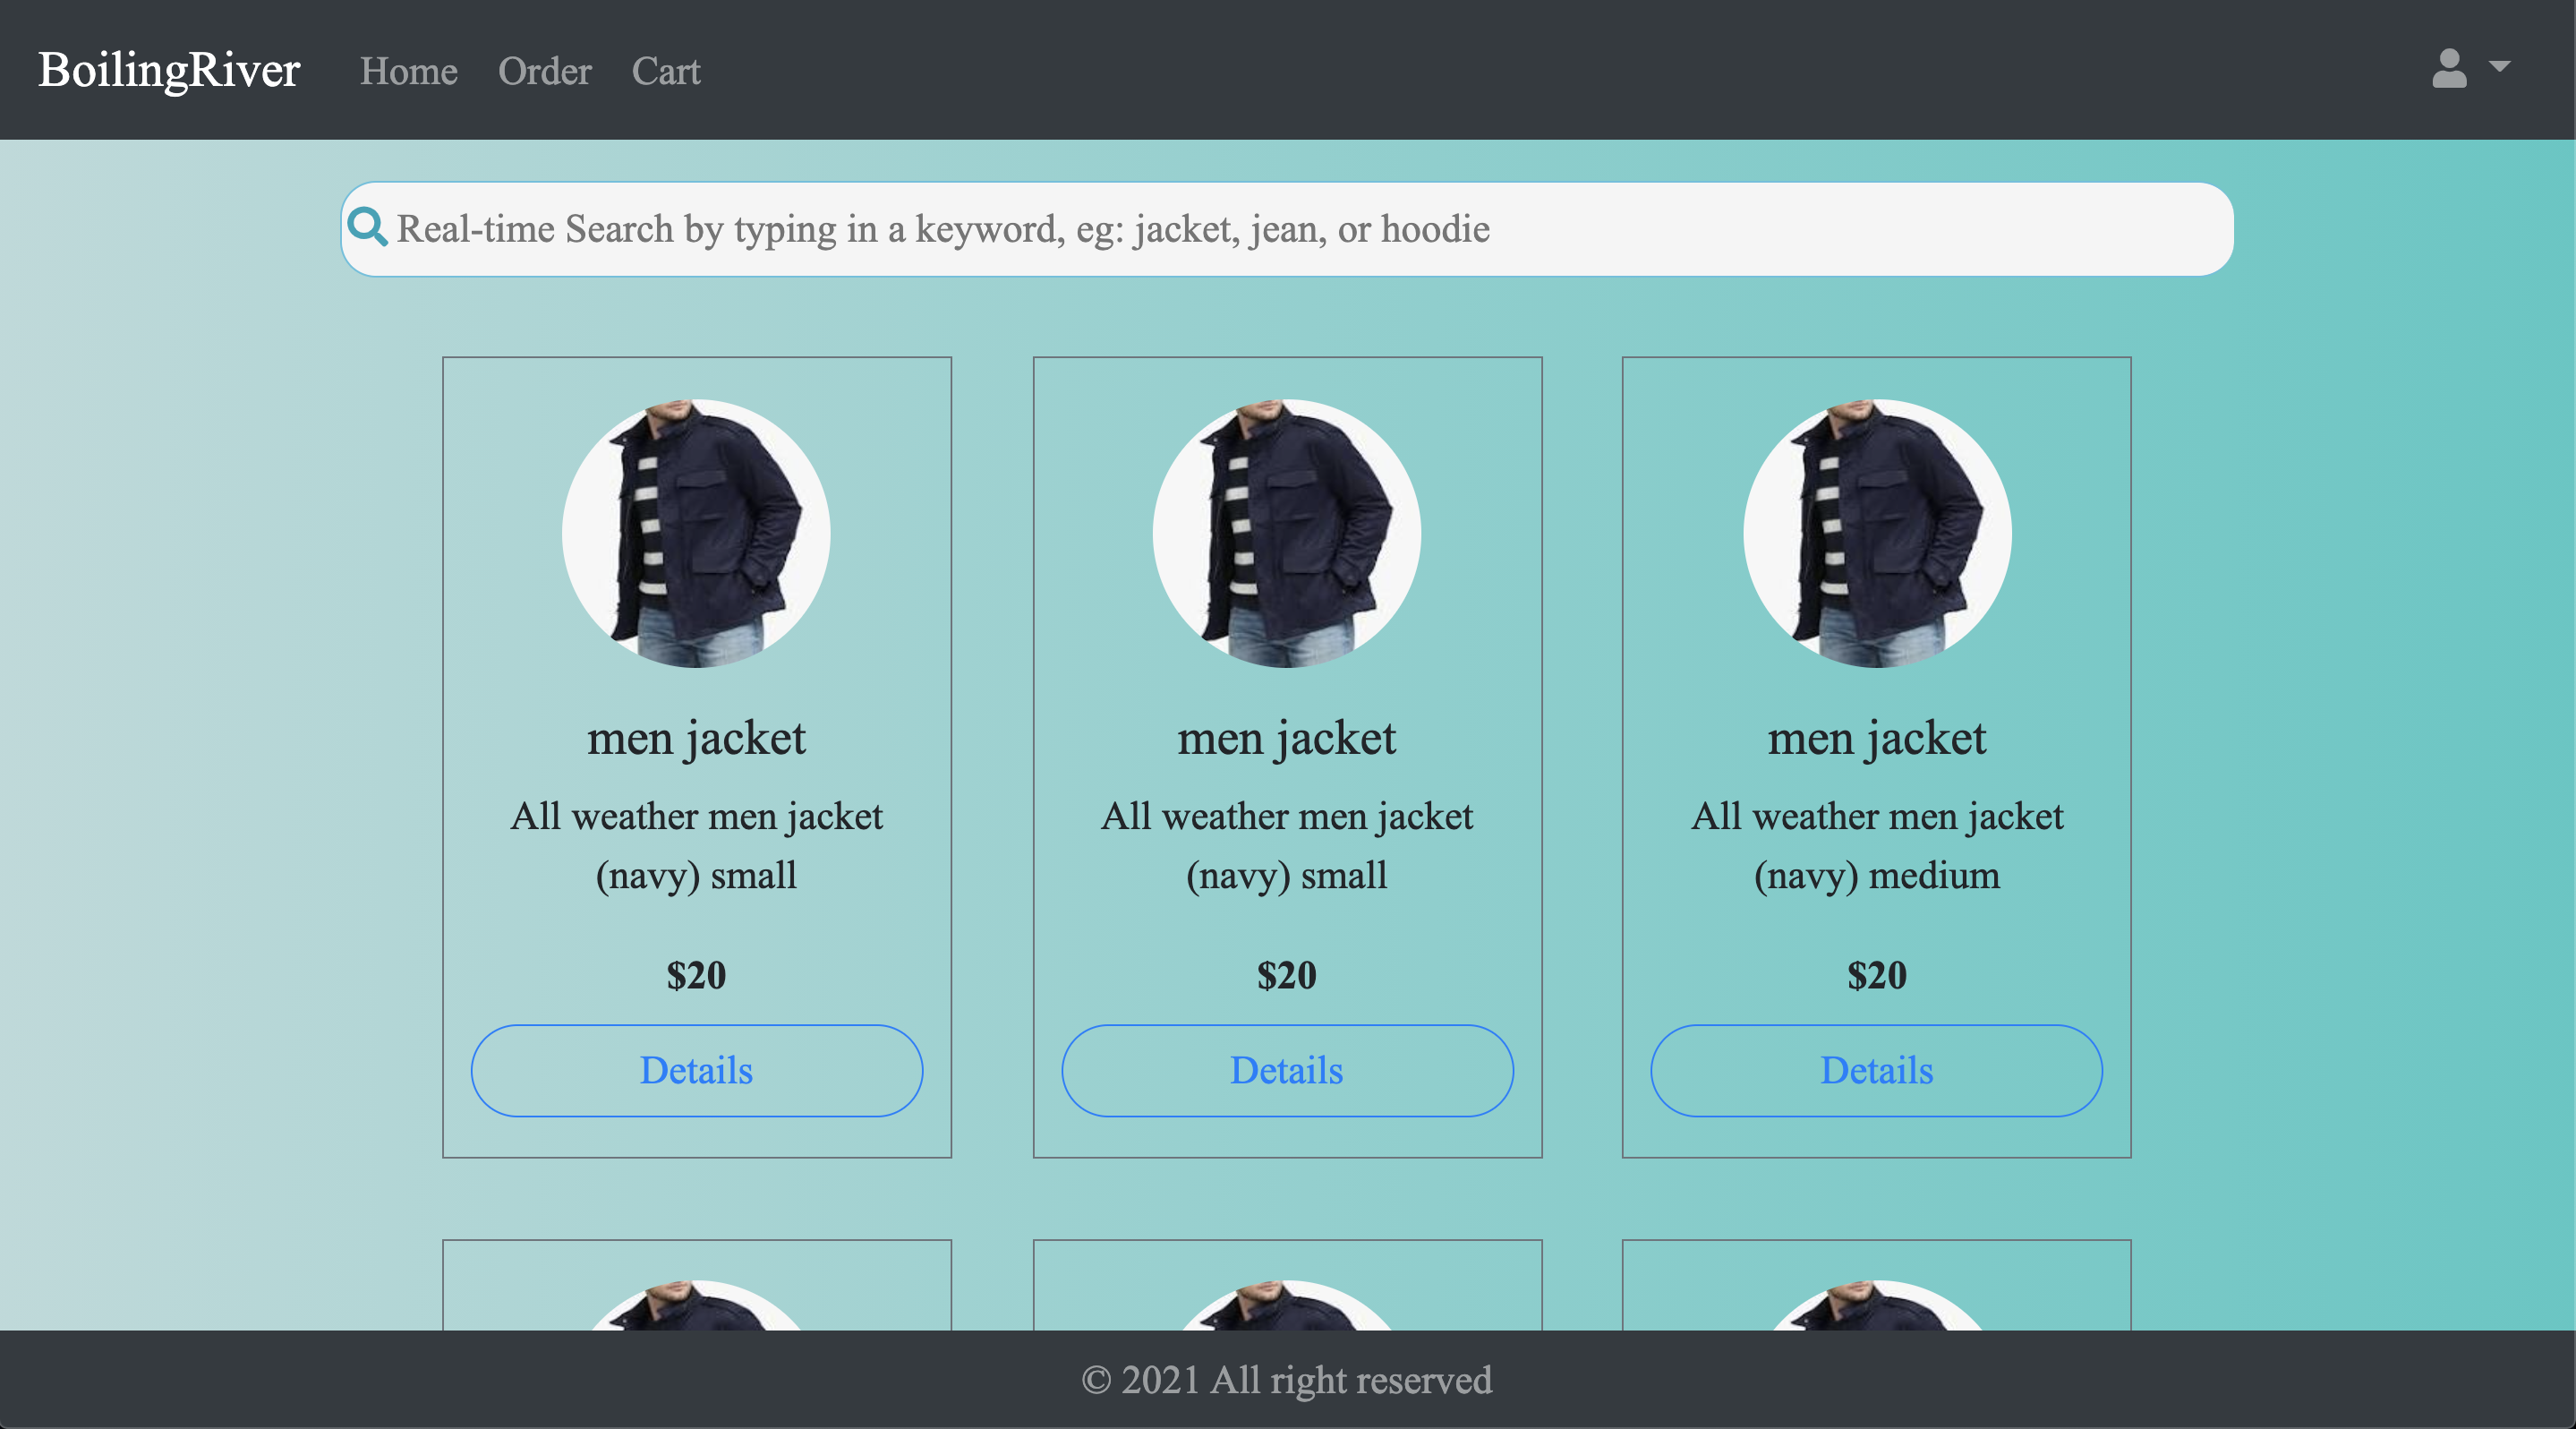 BoilingRiver Home Order Cart
Real-time Search by typing in a keyword, eg: jacket, jean, or hoodie
men jacket
All weather men jacket
(navy) small
$20
Details
men jacket
All weather men jacket
(navy) small
$20
Details
men jacket
All weather men jacket
(navy) medium
$20
Details
© 2021 All right reserved